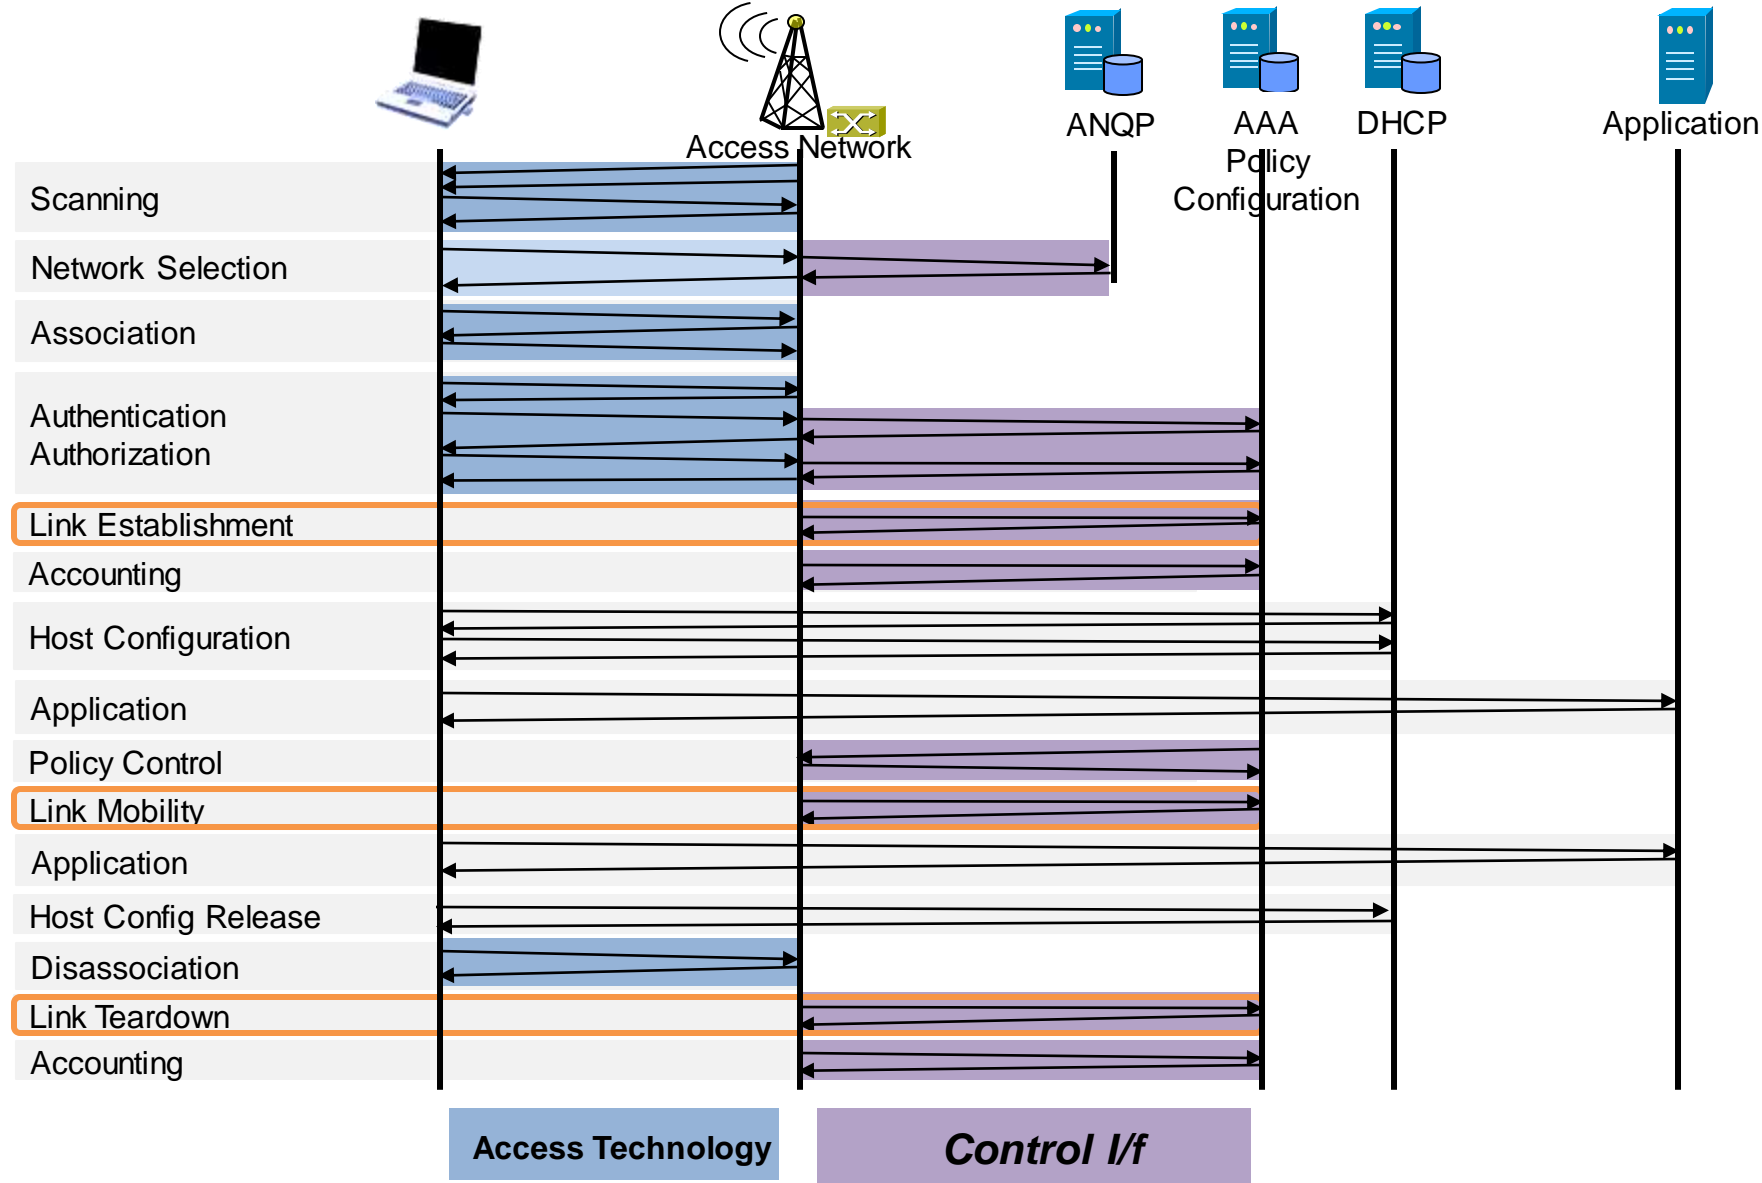 ANQP
AAA
DHCP
Application
Access Network
Policy
Configuration
Scanning
Network Selection
Association
Authentication
Authorization
Link Establishment
Accounting
Host Configuration
Application
Policy Control
Link Mobility
Application
Host Config Release
Disassociation
Link Teardown
Accounting
Access Technology
Control I/f